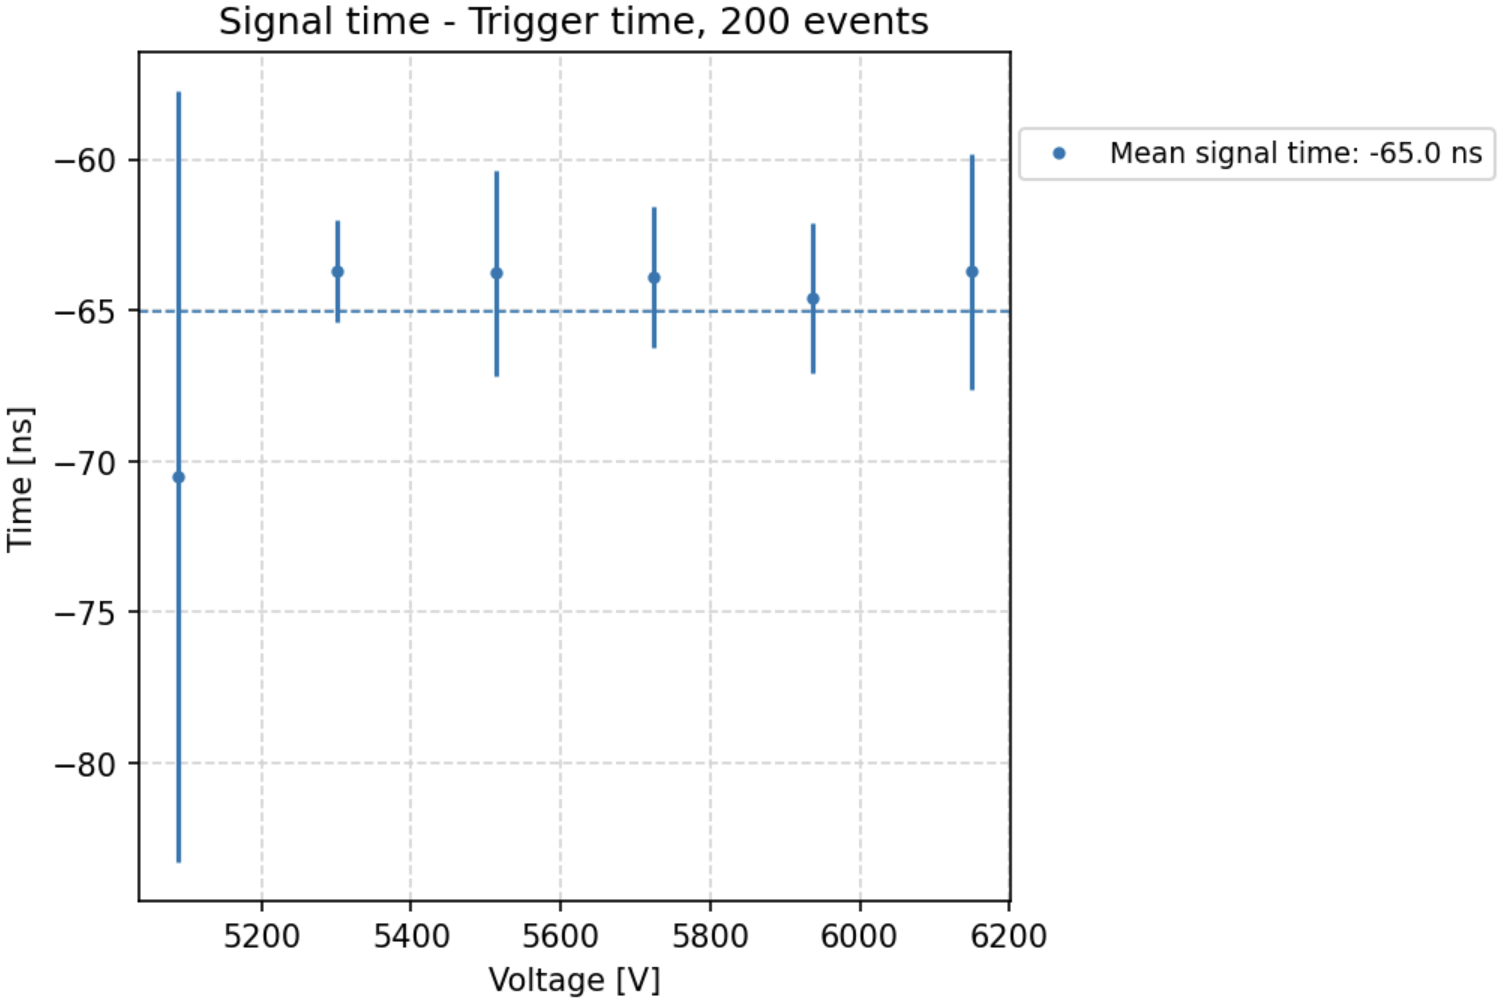 Signal time - Trigger time, 200 events
Mean signal time: -65.0 ns
Time [ns]
−60
−65
−70
−75
−80
5200 5400 5600 5800 6000 6200
Voltage [V]